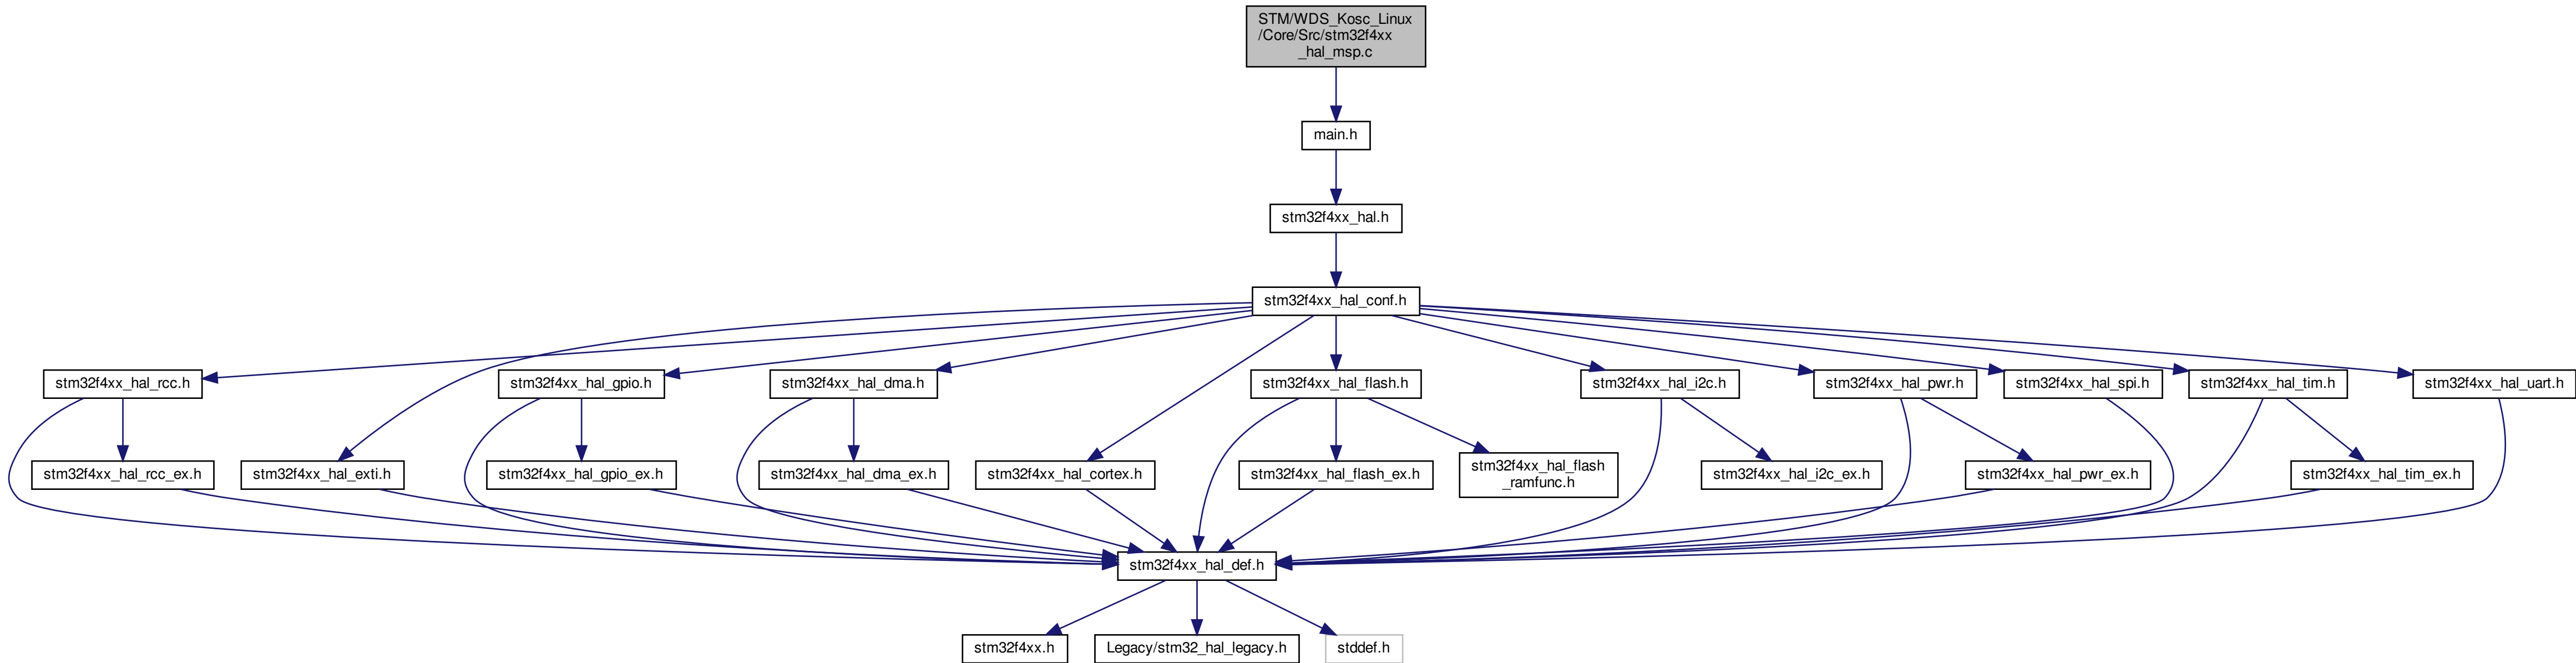 STM/WDS_Kosc_Linux
/Core/Src/stm32f4xx
_hal_msp.c
main.h
stm32f4xx_hal.h
stm32f4xx_hal_conf.h
stm32f4xx_hal_rcc.h
stm32f4xx_hal_gpio.h
stm32f4xx_hal_dma.h
stm32f4xx_hal_flash.h
stm32f4xx_hal_i2c.h
stm32f4xx_hal_pwr.h
stm32f4xx_hal_spi.h
stm32f4xx_hal_tim.h
stm32f4xx_hal_uart.h
stm32f4xx_hal_rcc_ex.h
stm32f4xx_hal_exti.h
stm32f4xx_hal_gpio_ex.h
stm32f4xx_hal_dma_ex.h
stm32f4xx_hal_cortex.h
stm32f4xx_hal_flash_ex.h
stm32f4xx_hal_flash
_ramfunc.h
stm32f4xx_hal_i2c_ex.h
stm32f4xx_hal_pwr_ex.h
stm32f4xx_hal_tim_ex.h
stm32f4xx_hal_def.h
stm32f4xx.h
Legacy/stm32_hal_legacy.h
stddef.h